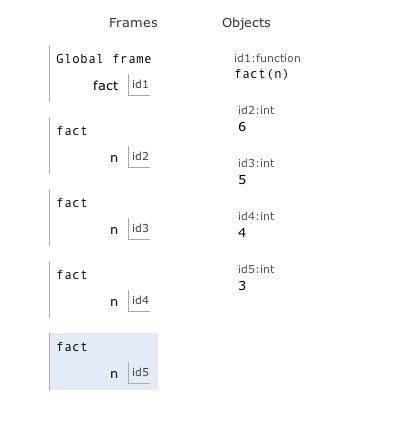 Frames Objects
Global frame
fact id1
id1:function
fact(n)
fact
n id2
id2:int
6
fact
n id3
id3:int
5
fact
n id4
id4:int
4
fact
n id5
id5:int
3